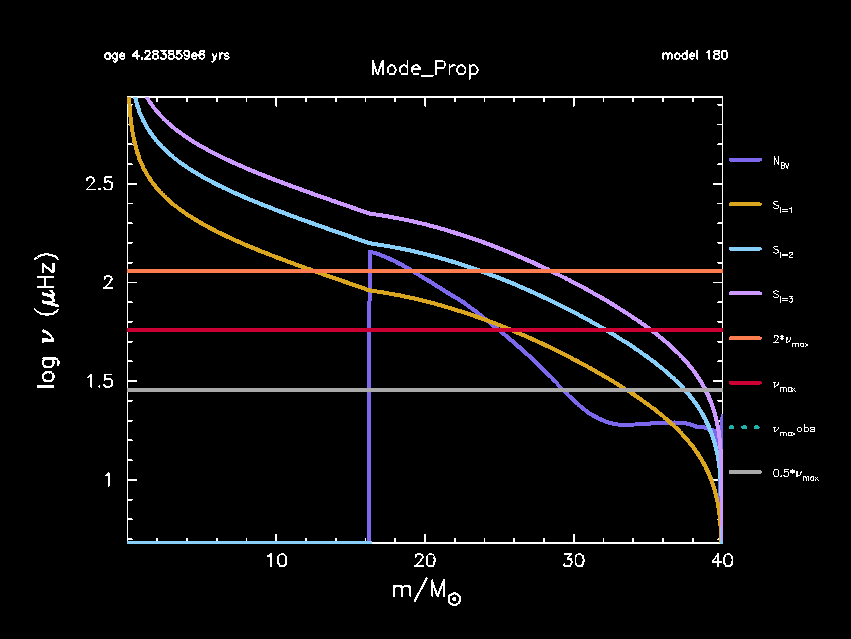 age 4.283859e6 yrs
model 180
Mode_Prop
log ν (μHz)
2.5
2
1.5
1
10
20
30
40
m/M⊙
N_BV
S_l=1
S_l=2
S_l=3
2*ν_max
ν_max
ν_max obs
0.5*ν_max